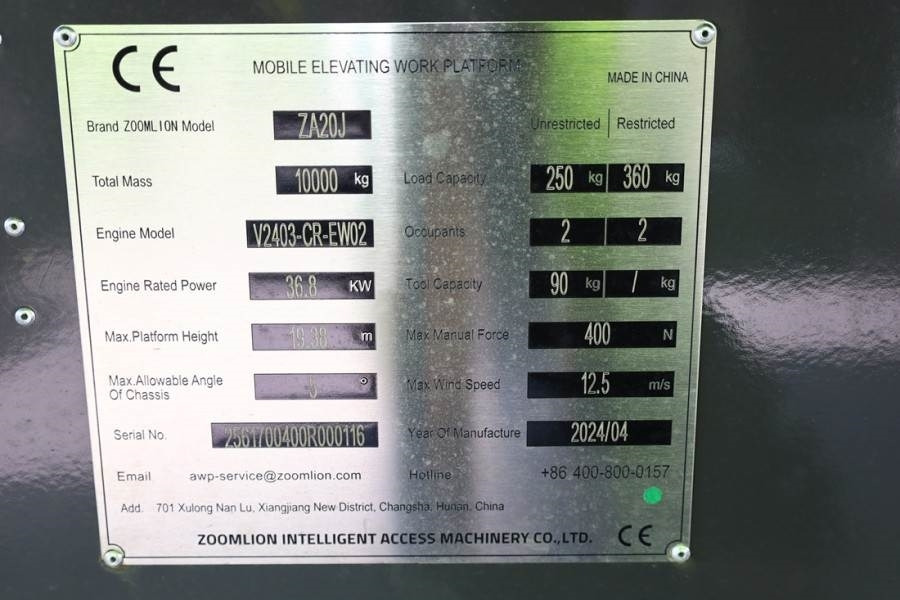 CE
MOBILE ELEVATING WORK PLATFORM
MADE IN CHINA
Brand ZOOMLION Model ZA20J
Unrestricted Restricted
Total Mass 10000 kg
Load Capacity 250 kg 360 kg
Engine Model V2403-CR-EW02
Occupants 2 2
Engine Rated Power 36.8 KW
Tool Capacity 90 kg / kg
Max.Platform Height 19.38 m
Max Manual Force 400 N
Max.Allowable Angle
Of Chassis 5 °
Max Wind Speed 12.5 m/s
Serial No. 2561700400R000116
Year Of Manufacture 2024/04
Email awp-service@zoomlion.com
Hotline +86 400-800-0157
Add. 701 Xulong Nan Lu, Xiangjiang New District, Changsha, Hunan, China
ZOOMLION INTELLIGENT ACCESS MACHINERY CO.,LTD. CE